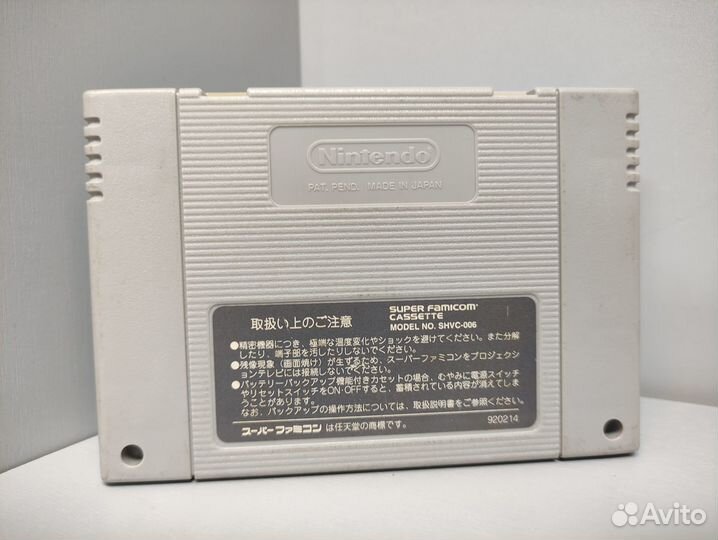 Nintendo
PAT. PEND. MADE IN JAPAN
取扱い上のご注意
SUPER FAMICOM
CASSETTE
MODEL NO. SHVC-006
●精密機器につき、極端な温度変化やショックを避けてください。また分解
したり、端子部を汚したりしないでください。
●残像現象(画面焼け)が生ずるため、スーパーファミコンをプロジェクシ
ョンテレビには接続しないでください。
●バッテリーバックアップ機能付きカセットの場合、むやみに電源スイッチ
やリセットスイッチをON・OFFすると、蓄積されている内容が消えてしま
うことがあります。
なお、バックアップの操作方法については、取扱説明書をご参照ください。
スーパーファミコンは任天堂の商標です。
920214
Avito